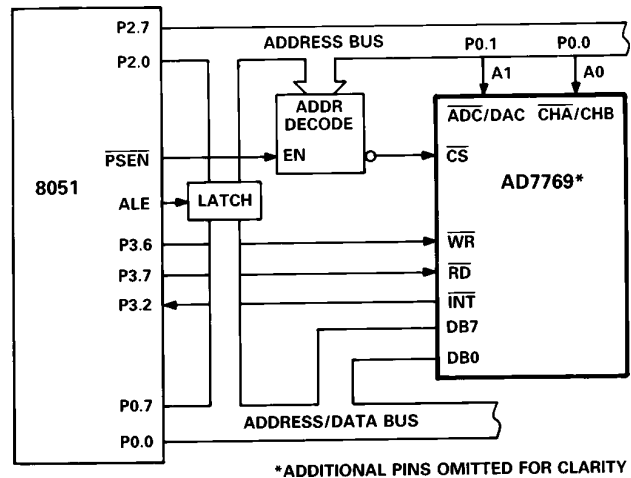 P2.7
ADDRESS BUS
P0.1
P0.0
P2.0
A1
A0
ADDR
DECODE
EN
ADC/DAC
CHA/CHB
PSEN
CS
8051
AD7769*
ALE
LATCH
P3.6
WR
P3.7
RD
P3.2
INT
DB7
DB0
P0.7
ADDRESS/DATA BUS
P0.0
*ADDITIONAL PINS OMITTED FOR CLARITY